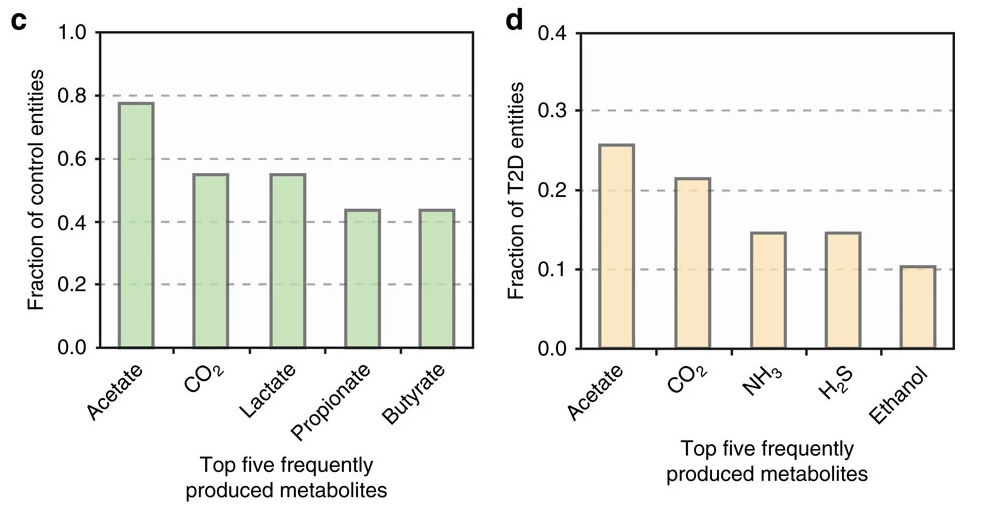 c
Fraction of control entities
1.0
0.8
0.6
0.4
0.2
0.0
Acetate
CO₂
Lactate
Propionate
Butyrate
Top five frequently
produced metabolites
d
Fraction of T2D entities
0.4
0.3
0.2
0.1
0.0
Acetate
CO₂
NH₃
H₂S
Ethanol
Top five frequently
produced metabolites